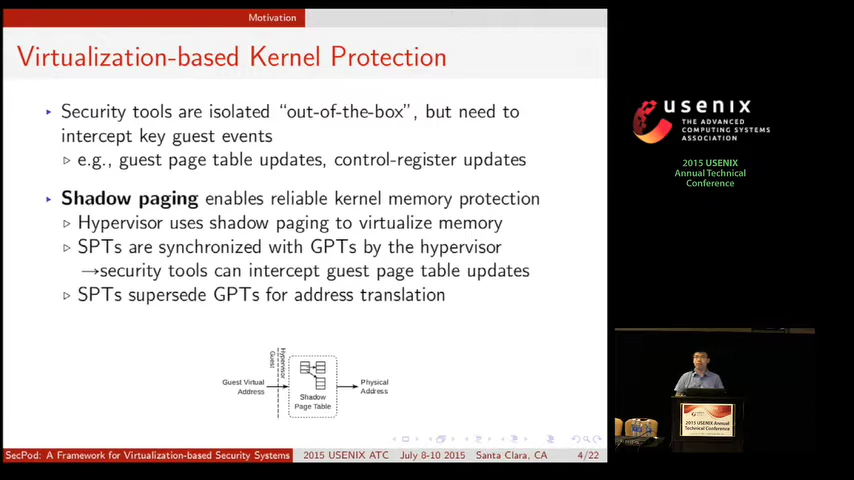 Motivation
Virtualization-based Kernel Protection
‣ Security tools are isolated “out-of-the-box”, but need to
intercept key guest events
▹ e.g., guest page table updates, control-register updates
‣ Shadow paging enables reliable kernel memory protection
▹ Hypervisor uses shadow paging to virtualize memory
▹ SPTs are synchronized with GPTs by the hypervisor
→security tools can intercept guest page table updates
▹ SPTs supersede GPTs for address translation
Guest
Hypervisor
Guest Virtual
Address
Shadow
Page Table
Physical
Address
SecPod: A Framework for Virtualization-based Security Systems
2015 USENIX ATC July 8-10 2015 Santa Clara, CA
4/22
usenix
THE ADVANCED
COMPUTING SYSTEMS
ASSOCIATION
2015 USENIX
Annual Technical
Conference
2015 USENIX Annual
Technical Conference